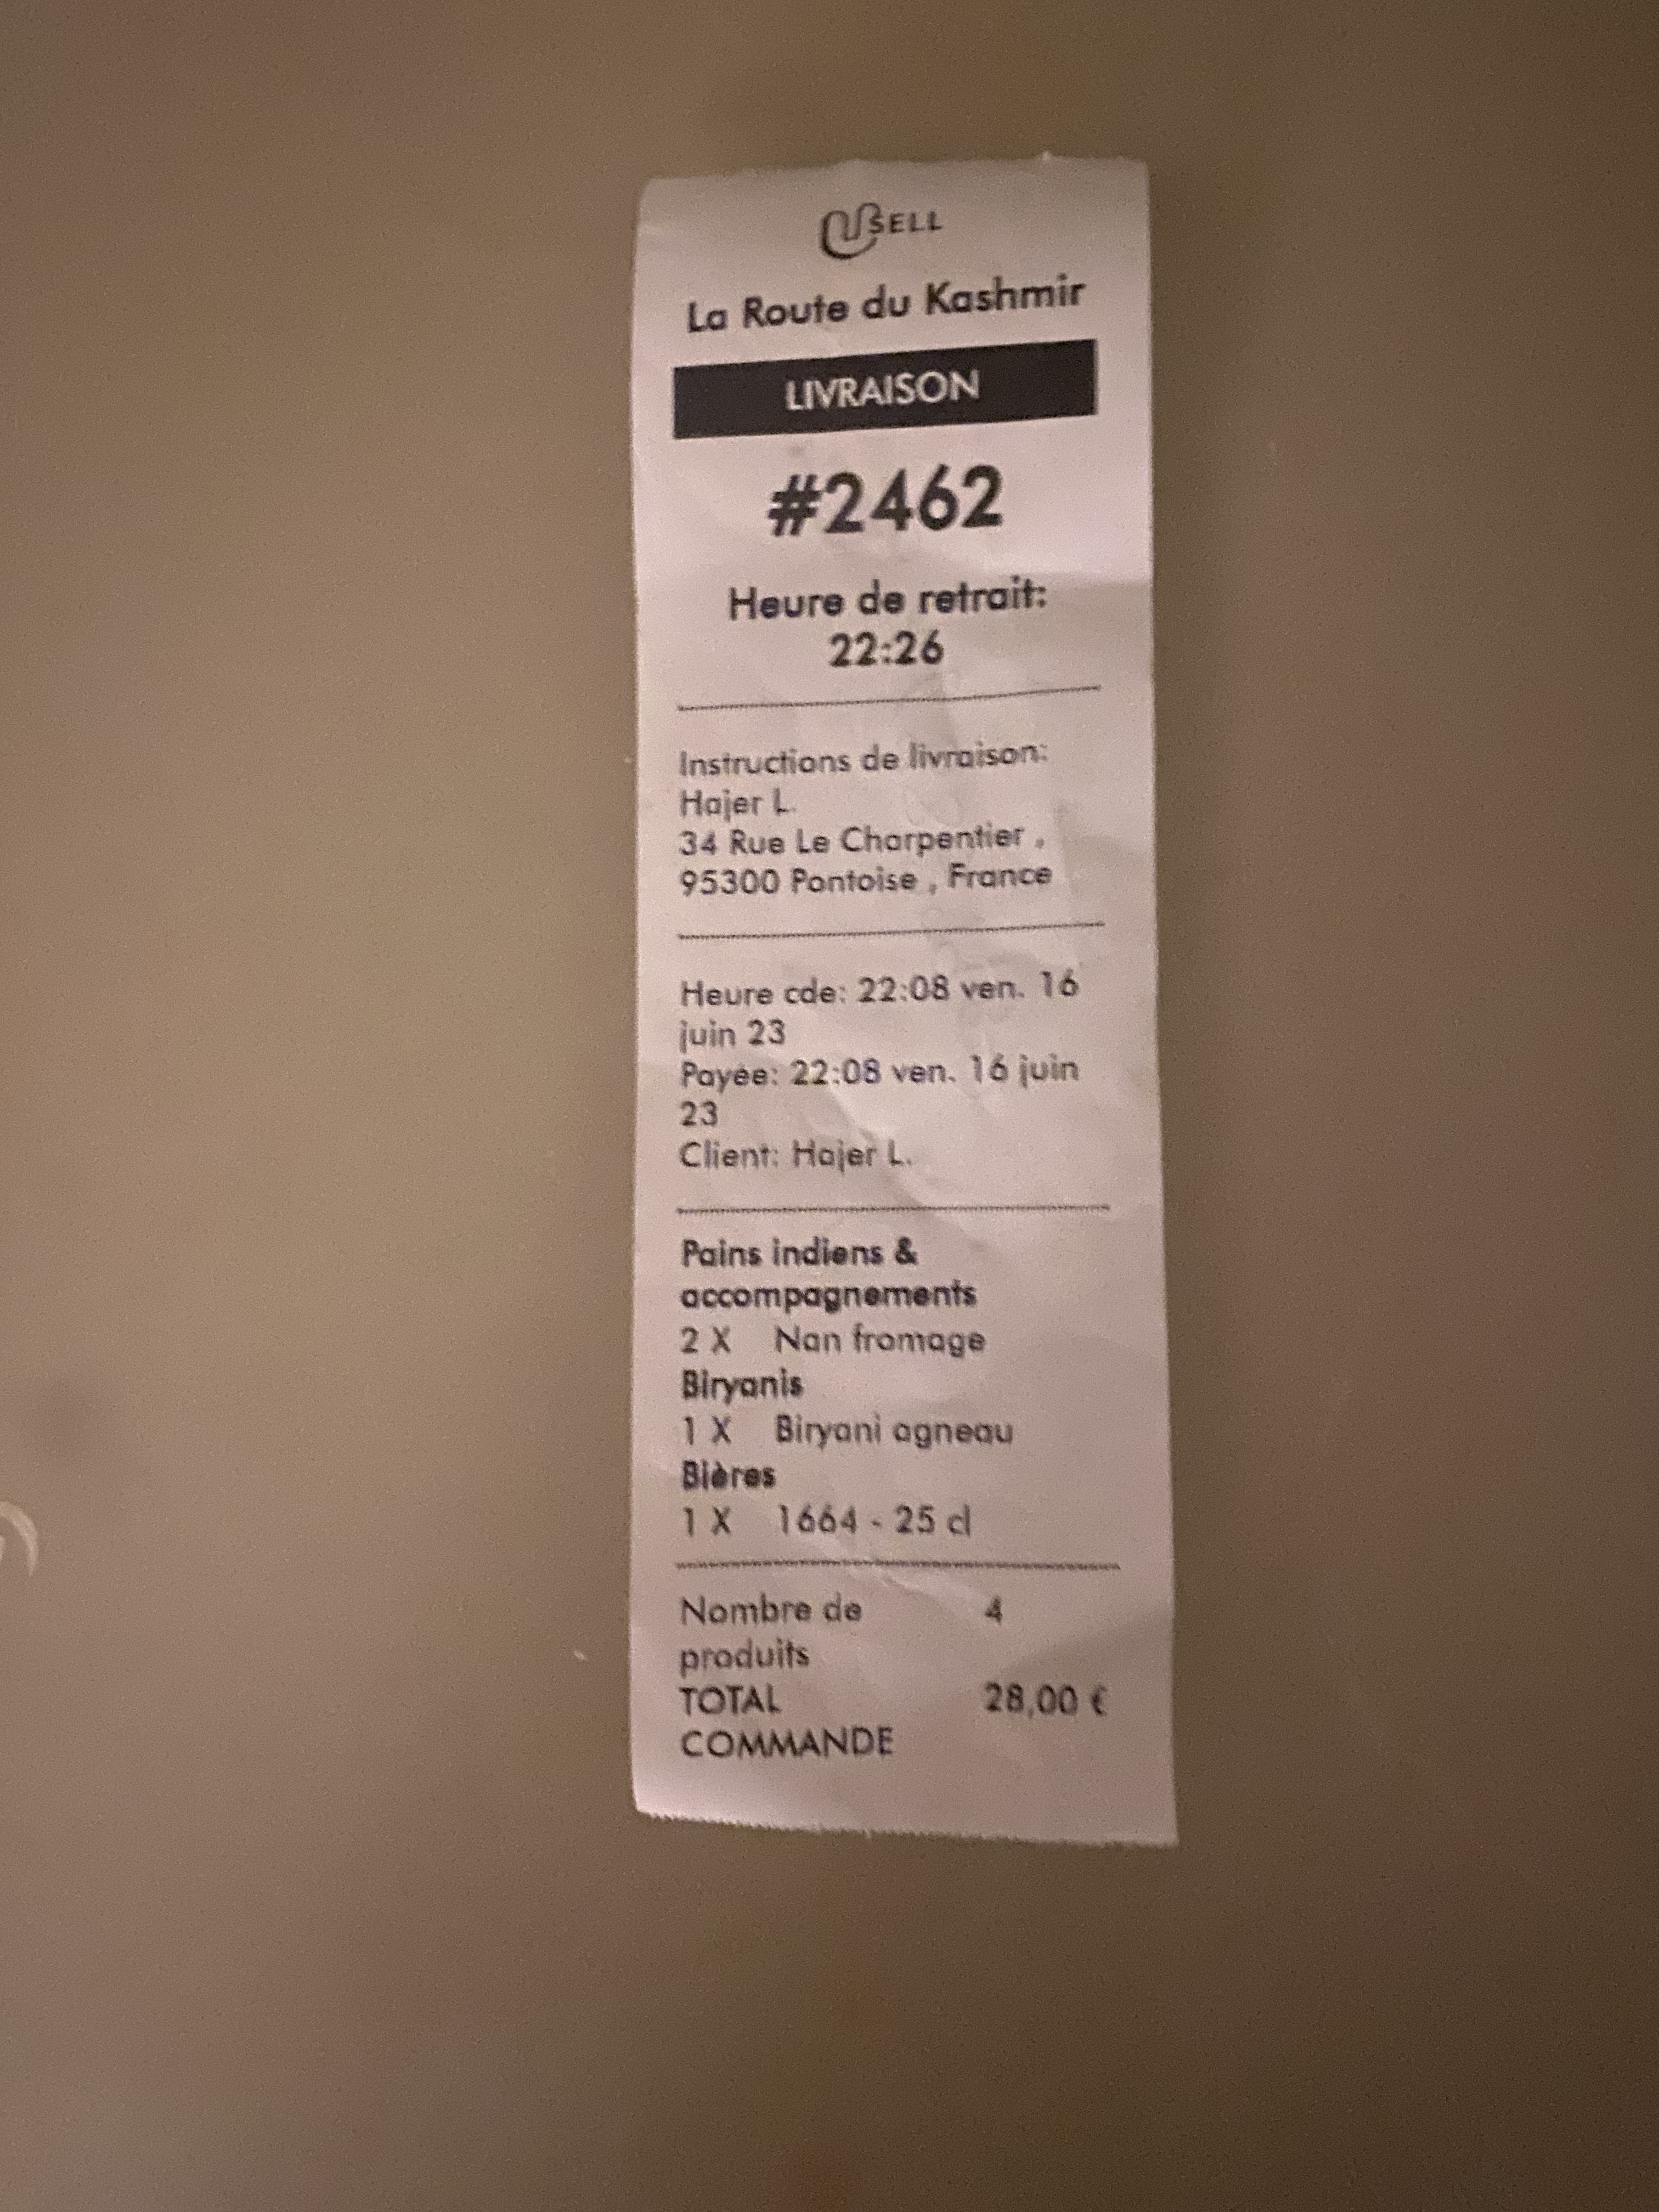 USELL
La Route du Kashmir
LIVRAISON
#2462
Heure de retrait:
22:26
Instructions de livraison:
Hajer L.
34 Rue Le Charpentier ,
95300 Pontoise , France
Heure cde: 22:08 ven. 16
juin 23
Payée: 22:08 ven. 16 juin
23
Client: Hajer L.
Pains indiens &
accompagnements
2 X Nan fromage
Biryanis
1 X Biryani agneau
Bières
1 X 1664 - 25 cl
Nombre de 4
produits
TOTAL 28,00 €
COMMANDE